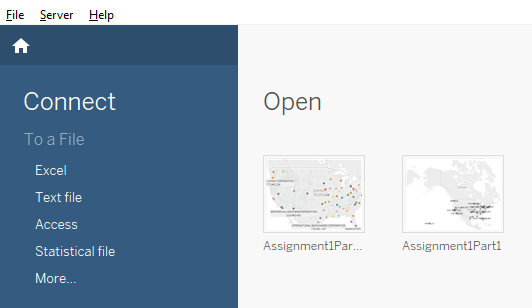 File Server Help
Connect
Open
To a File
Excel
Text file
Access
Statistical file
More...
Assignment1Par...
Assignment1Part1